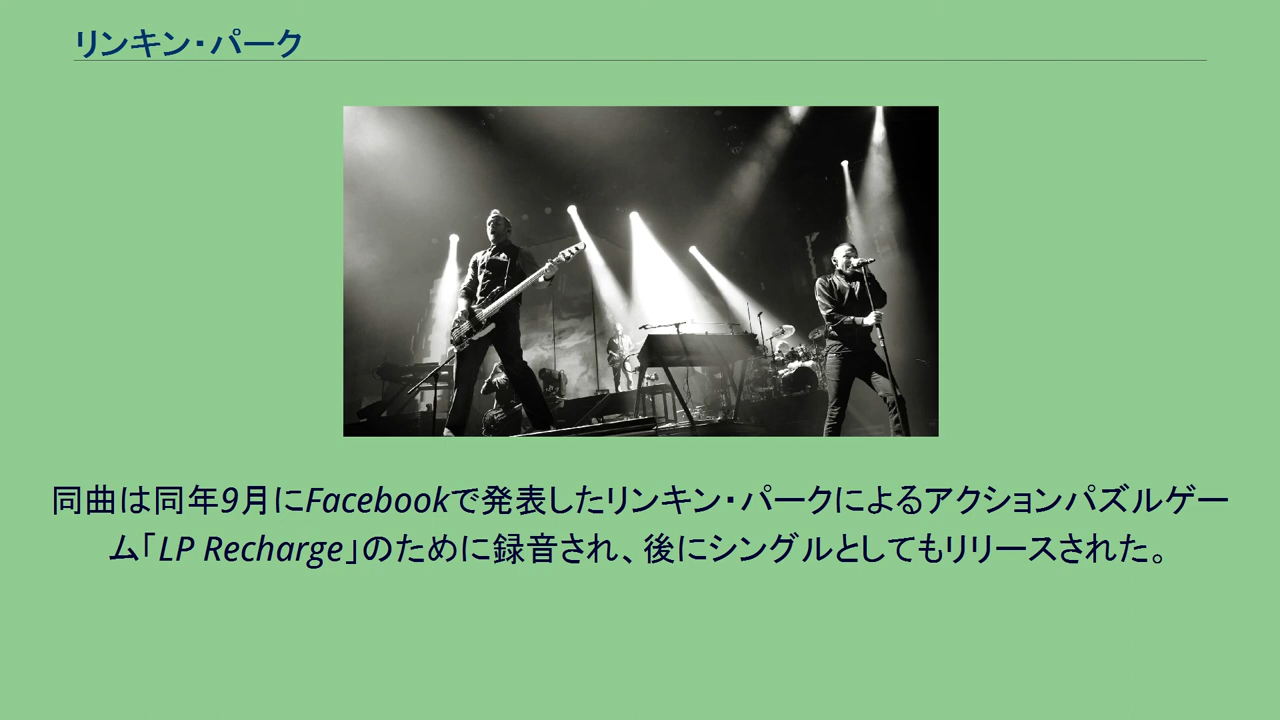 リンキン・パーク
同曲は同年9月にFacebookで発表したリンキン・パークによるアクションパズルゲー
ム「LP Recharge」のために録音され、後にシングルとしてもリリースされた。